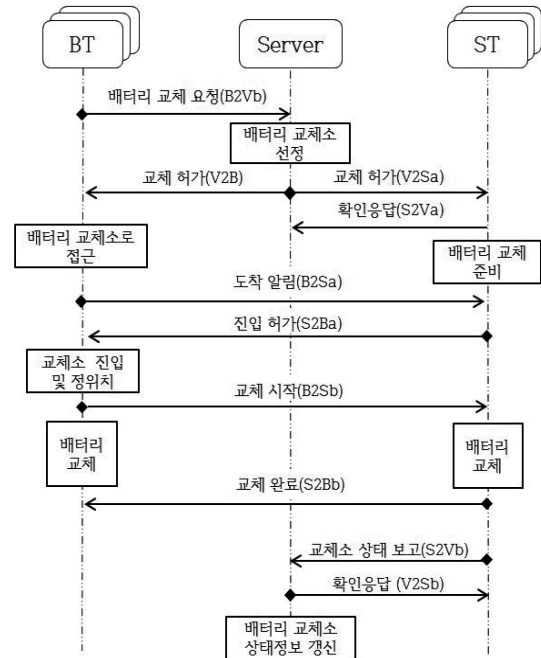 BT
Server
ST
배터리 교체 요청(B2Vb)
배터리 교체소
선정
교체 허가(V2B)
교체 허가(V2Sa)
확인응답(S2Va)
배터리 교체소로
접근
배터리 교체
준비
도착 알림(B2Sa)
진입 허가(S2Ba)
교체소 진입
및 정위치
교체 시작(B2Sb)
배터리
교체
배터리
교체
교체 완료(S2Bb)
교체소 상태 보고(S2Vb)
확인응답 (V2Sb)
배터리 교체소
상태정보 갱신